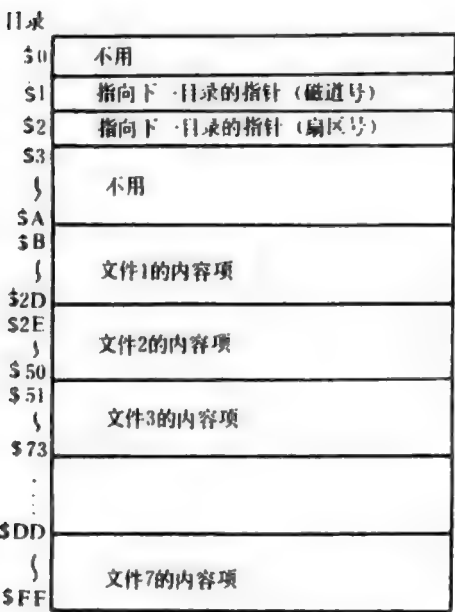 目录
$0 不用
$1 指向下一目录的指针（磁道号）
$2 指向下一目录的指针（扇区号）
$3
不用
$A
$B
文件1的内容项
$2D
$2E
文件2的内容项
$50
$51
文件3的内容项
$73
$DD
文件7的内容项
$FF